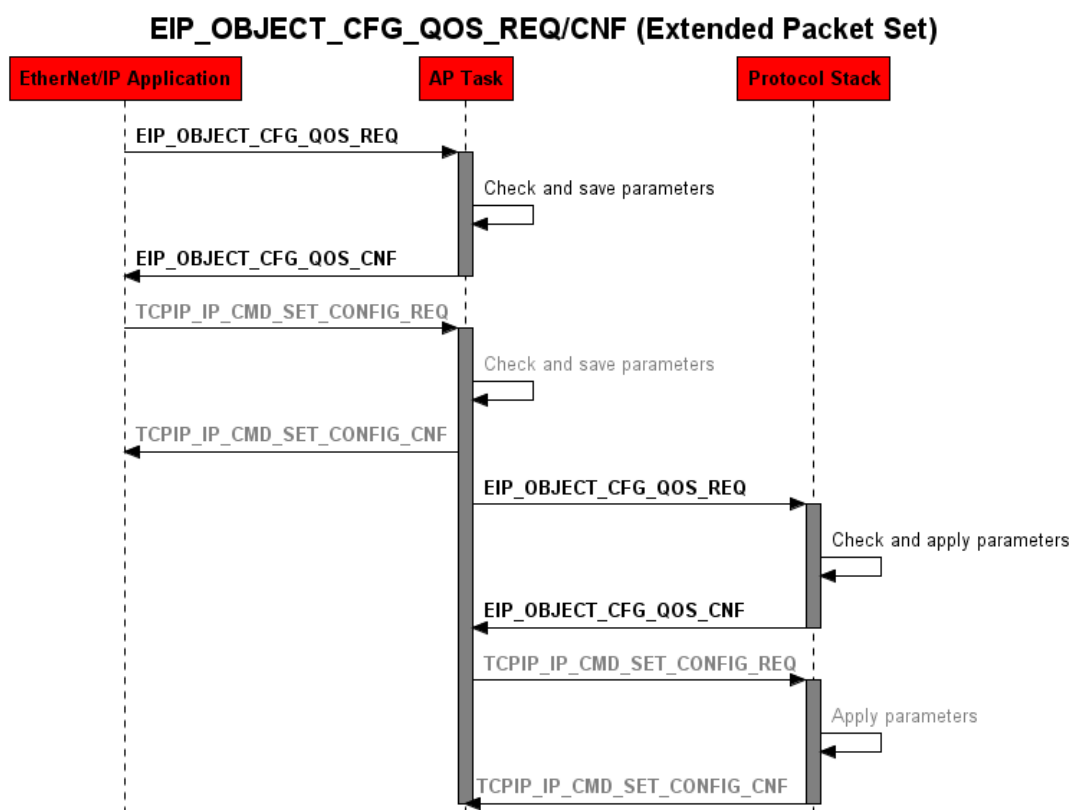 EIP_OBJECT_CFG_QOS_REQ/CNF (Extended Packet Set)
EtherNet/IP Application
AP Task
Protocol Stack
EIP_OBJECT_CFG_QOS_REQ
Check and save parameters
EIP_OBJECT_CFG_QOS_CNF
TCPIP_IP_CMD_SET_CONFIG_REQ
Check and save parameters
TCPIP_IP_CMD_SET_CONFIG_CNF
EIP_OBJECT_CFG_QOS_REQ
Check and apply parameters
EIP_OBJECT_CFG_QOS_CNF
TCPIP_IP_CMD_SET_CONFIG_REQ
Apply parameters
TCPIP_IP_CMD_SET_CONFIG_CNF